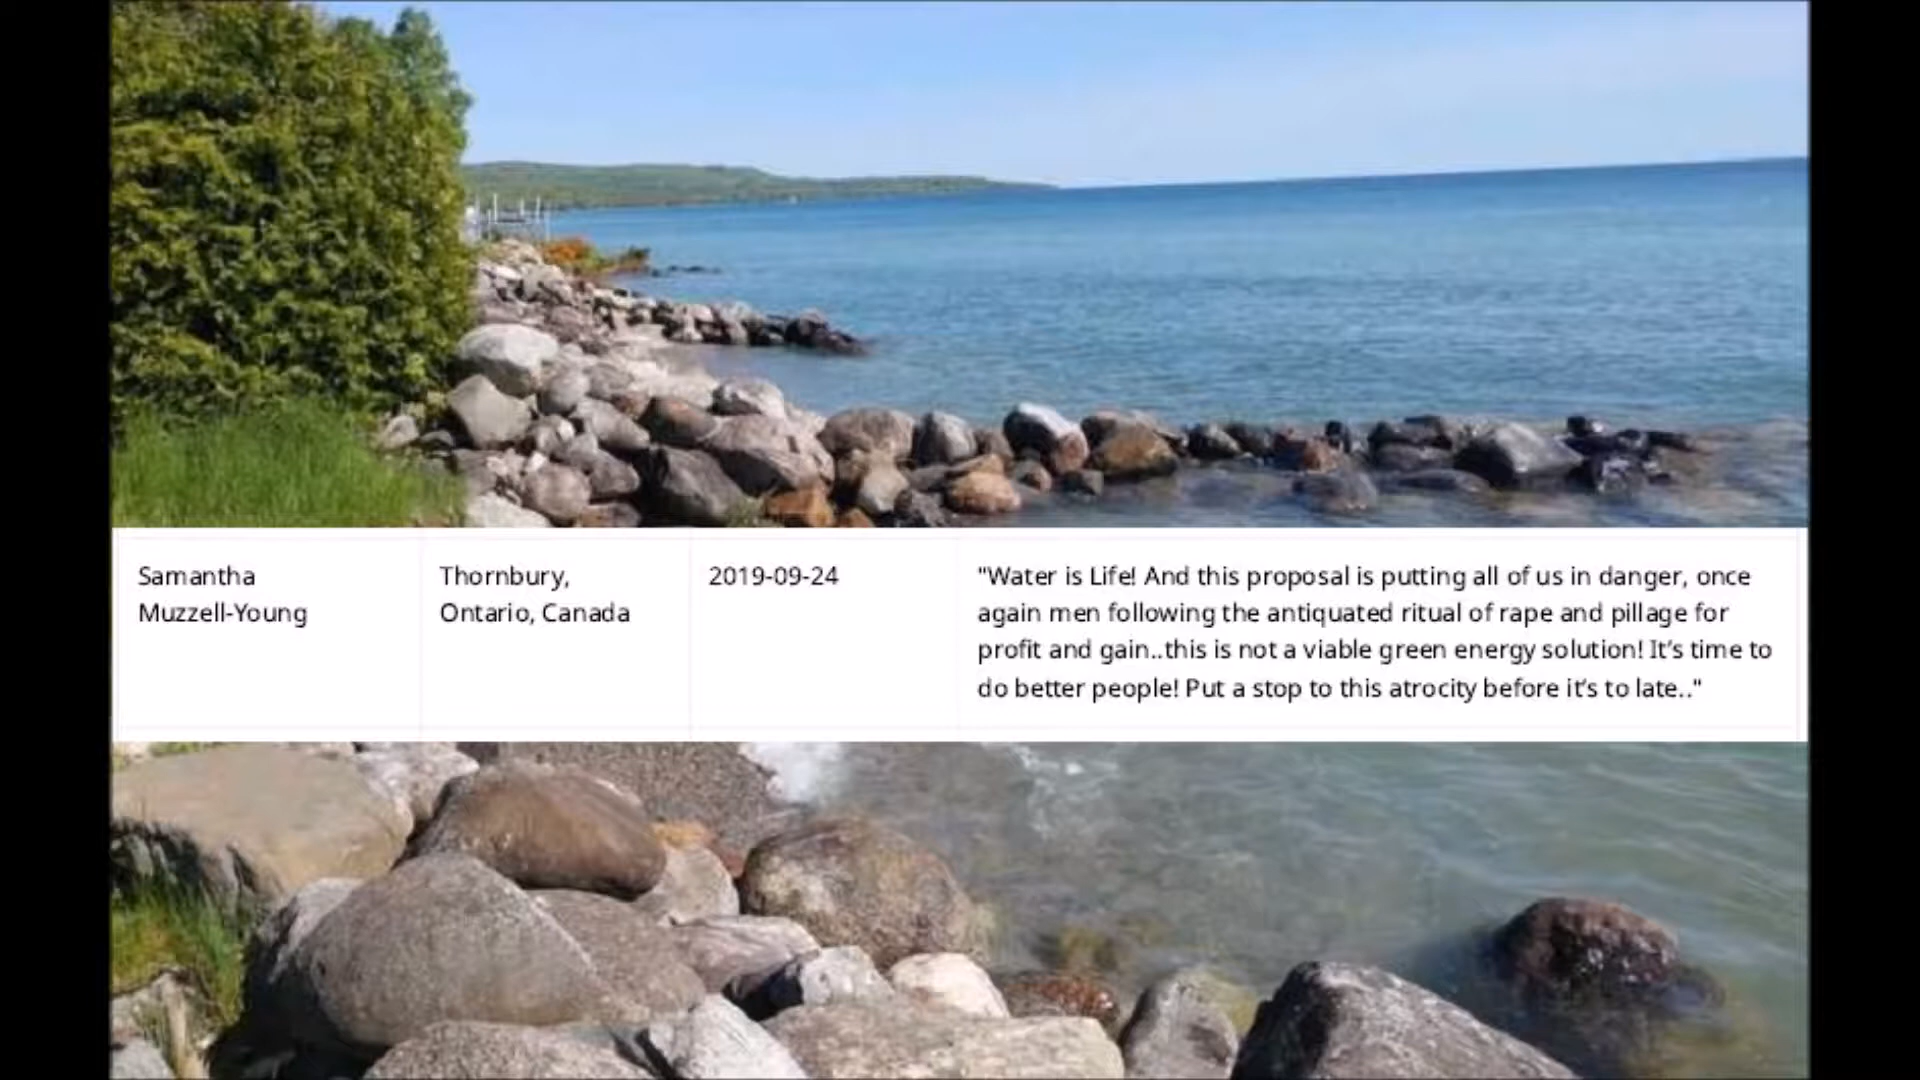 Samantha
Muzzell-Young
Thornbury,
Ontario, Canada
2019-09-24
"Water is Life! And this proposal is putting all of us in danger, once
again men following the antiquated ritual of rape and pillage for
profit and gain..this is not a viable green energy solution! It’s time to
do better people! Put a stop to this atrocity before it’s to late.."